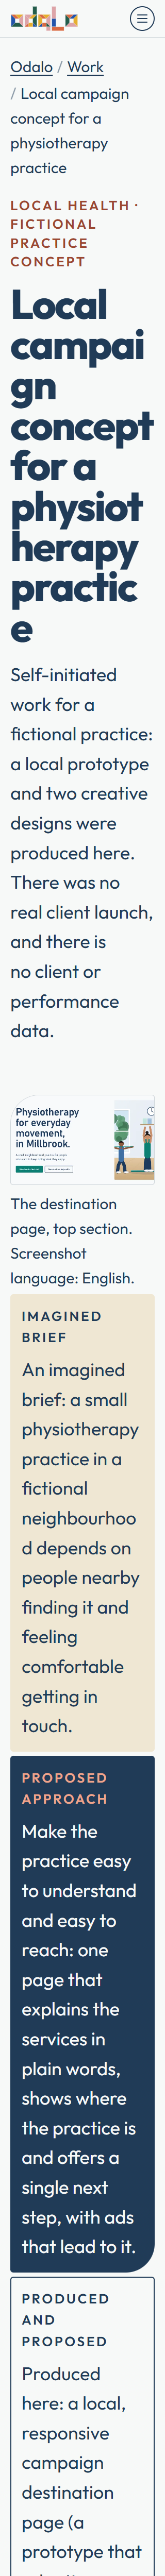 odalo
Odalo / Work
/ Local campaign
concept for a
physiotherapy
practice
LOCAL HEALTH ·
FICTIONAL
PRACTICE
CONCEPT
Local
campai
gn
concept
for a
physiot
herapy
practic
e
Self-initiated
work for a
fictional practice:
a local prototype
and two creative
designs were
produced here.
There was no
real client launch,
and there is
no client or
performance
data.
Physiotherapy
for everyday
movement,
in Millbrook.
The destination
page, top section.
Screenshot
language: English.
IMAGINED
BRIEF
An imagined
brief: a small
physiotherapy
practice in a
fictional
neighbourhoo
d depends on
people nearby
finding it and
feeling
comfortable
getting in
touch.
PROPOSED
APPROACH
Make the
practice easy
to understand
and easy to
reach: one
page that
explains the
services in
plain words,
shows where
the practice is
and offers a
single next
step, with ads
that lead to it.
PRODUCED
AND
PROPOSED
Produced
here: a local,
responsive
campaign
destination
page (a
prototype that